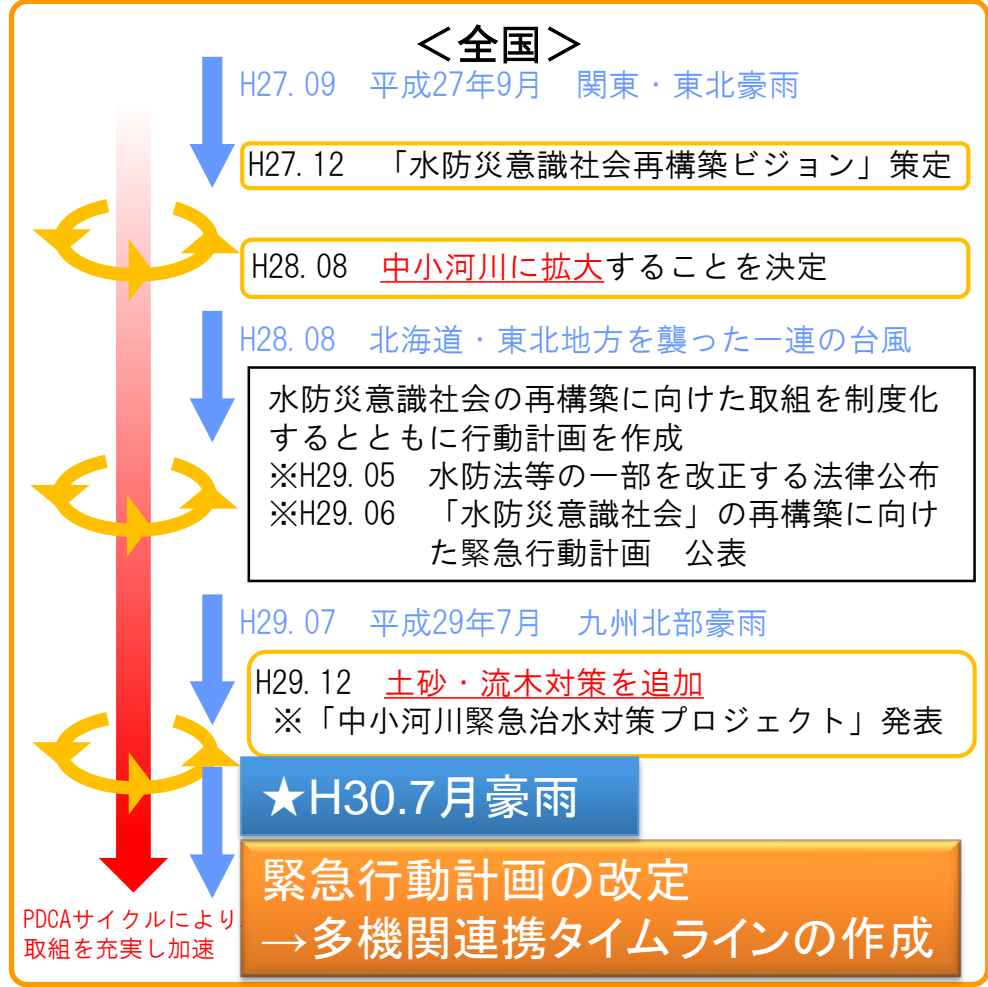 ＜全国＞
H27.09　平成27年9月　関東・東北豪雨
H27.12　「水防災意識社会再構築ビジョン」策定
H28.08　中小河川に拡大することを決定
H28.08　北海道・東北地方を襲った一連の台風
水防災意識社会の再構築に向けた取組を制度化
するとともに行動計画を作成
※H29.05　水防法等の一部を改正する法律公布
※H29.06　「水防災意識社会」の再構築に向け
た緊急行動計画　公表
H29.07　平成29年7月　九州北部豪雨
H29.12　土砂・流木対策を追加
※「中小河川緊急治水対策プロジェクト」発表
★H30.7月豪雨
緊急行動計画の改定
→多機関連携タイムラインの作成
PDCAサイクルにより
取組を充実し加速